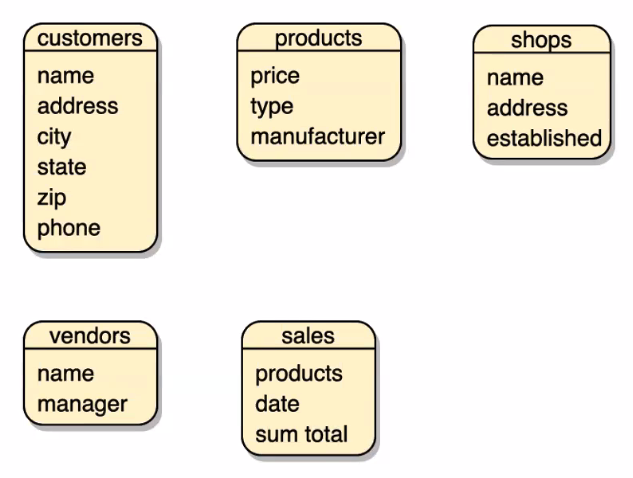 customers
name
address
city
state
zip
phone
products
price
type
manufacturer
shops
name
address
established
vendors
name
manager
sales
products
date
sum total